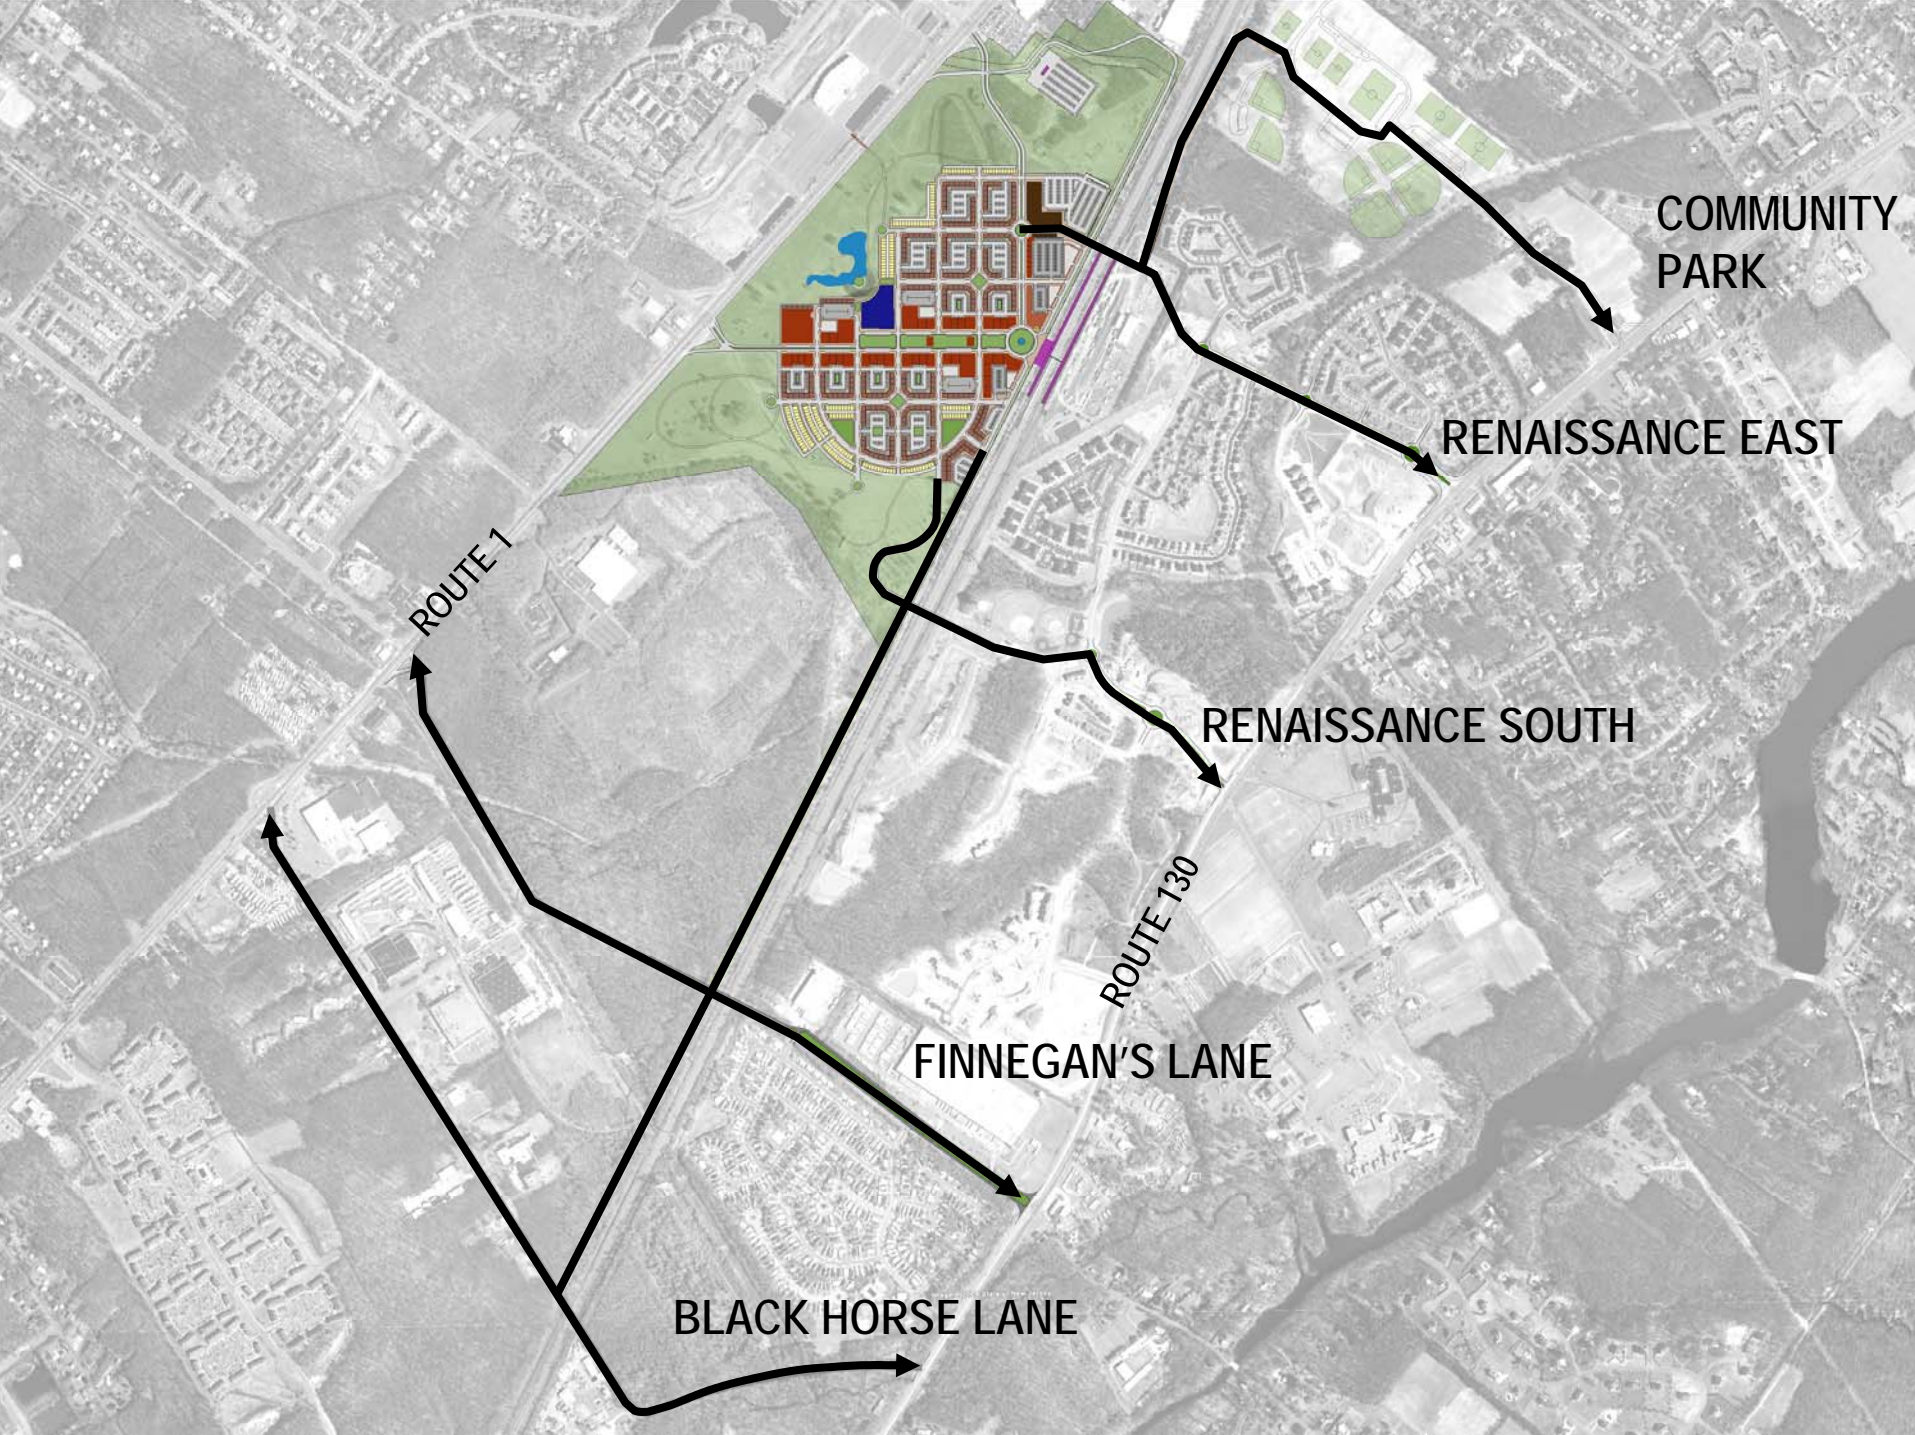 COMMUNITY
PARK
RENAISSANCE EAST
ROUTE 1
RENAISSANCE SOUTH
ROUTE 130
FINNEGAN'S LANE
BLACK HORSE LANE